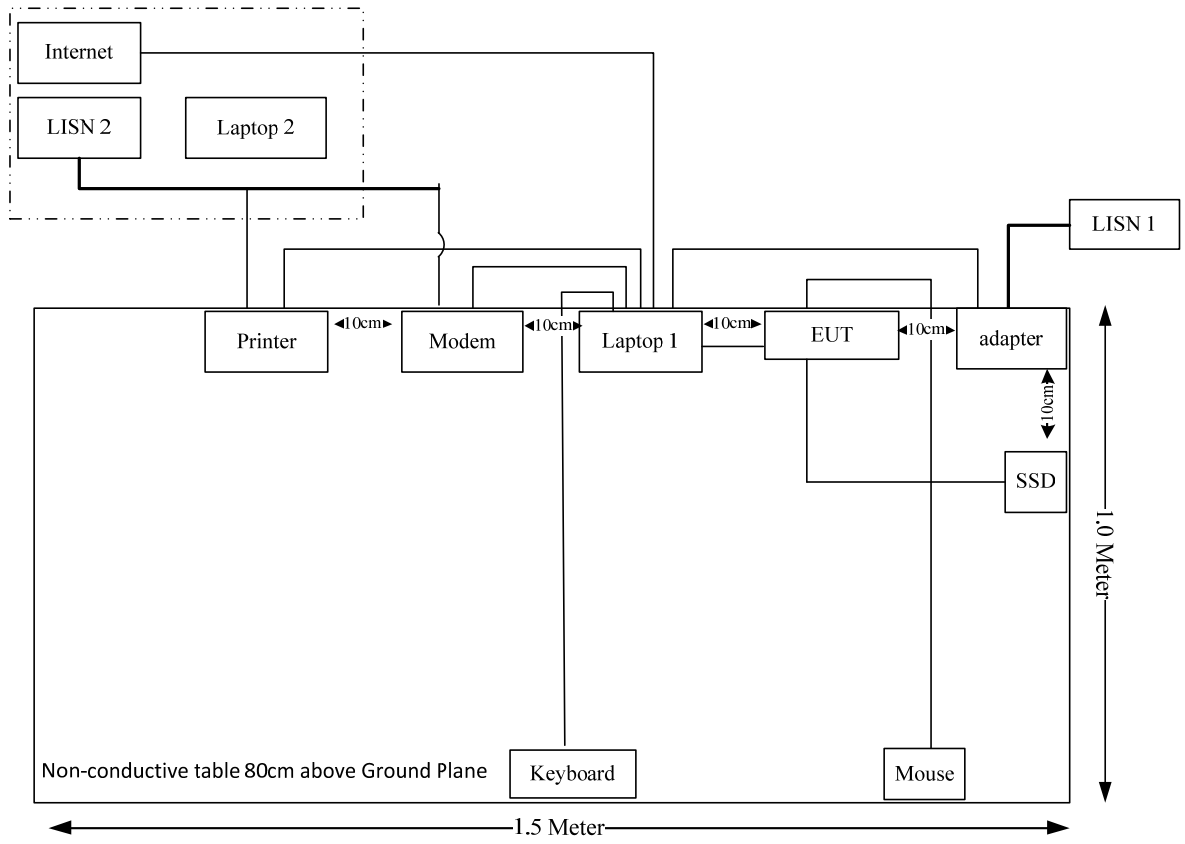 Internet
LISN 2
Laptop 2
LISN 1
Printer
10cm
Modem
10cm
Laptop 1
10cm
EUT
10cm
adapter
10cm
SSD
1.0 Meter
Non-conductive table 80cm above Ground Plane
Keyboard
Mouse
1.5 Meter